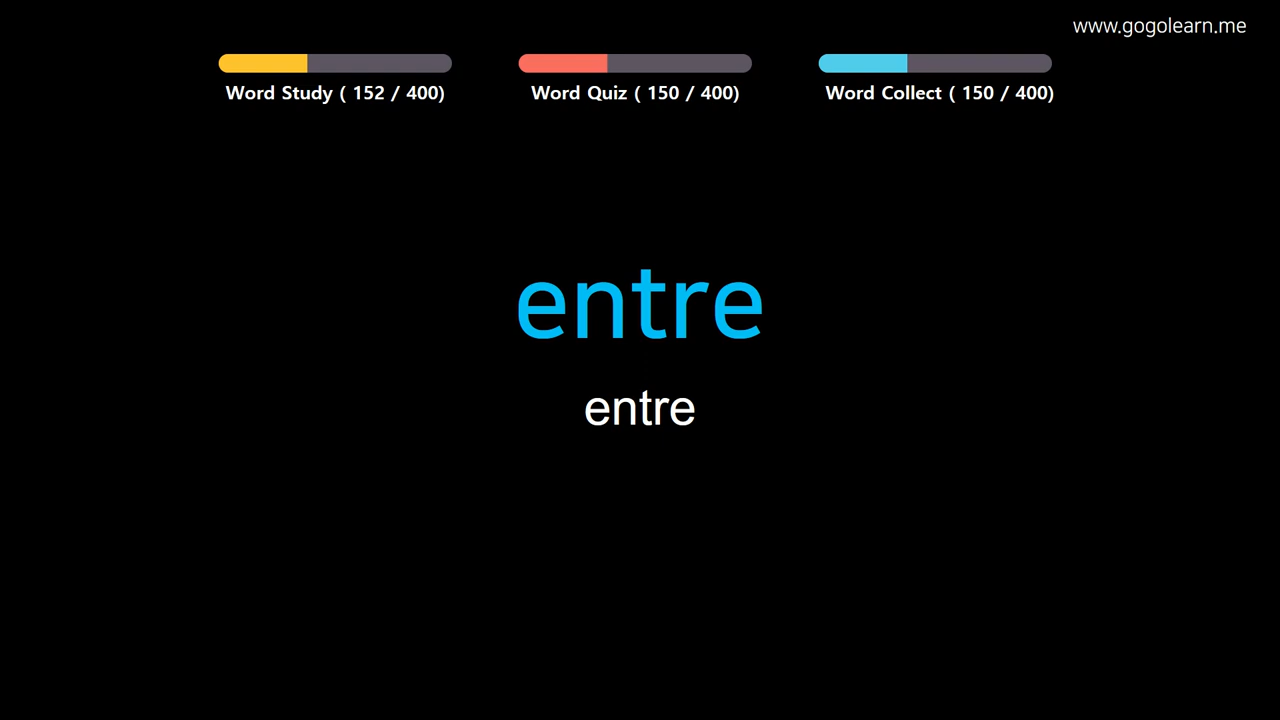 www.gogolearn.me
Word Study ( 152 / 400)
Word Quiz ( 150 / 400)
Word Collect ( 150 / 400)
entre
entre